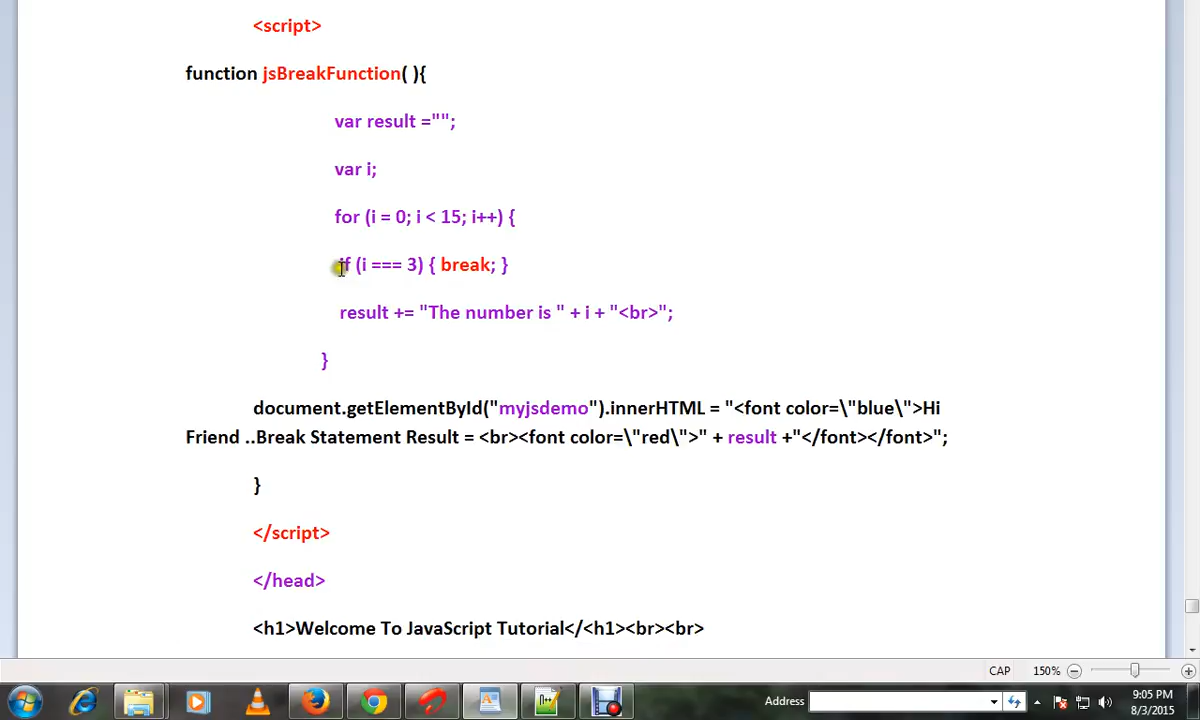 <script>
function jsBreakFunction( ){
var result ="";
var i;
for (i = 0; i < 15; i++) {
if (i === 3) { break; }
result += "The number is " + i + "<br>";
}
document.getElementById("myjsdemo").innerHTML = "<font color=\"blue\">Hi
Friend ..Break Statement Result = <br><font color=\"red\">" + result +"</font></font>";
}
</script>
</head>
<h1>Welcome To JavaScript Tutorial</<h1><br><br>
CAP 150%
Address
9:05 PM
8/3/2015